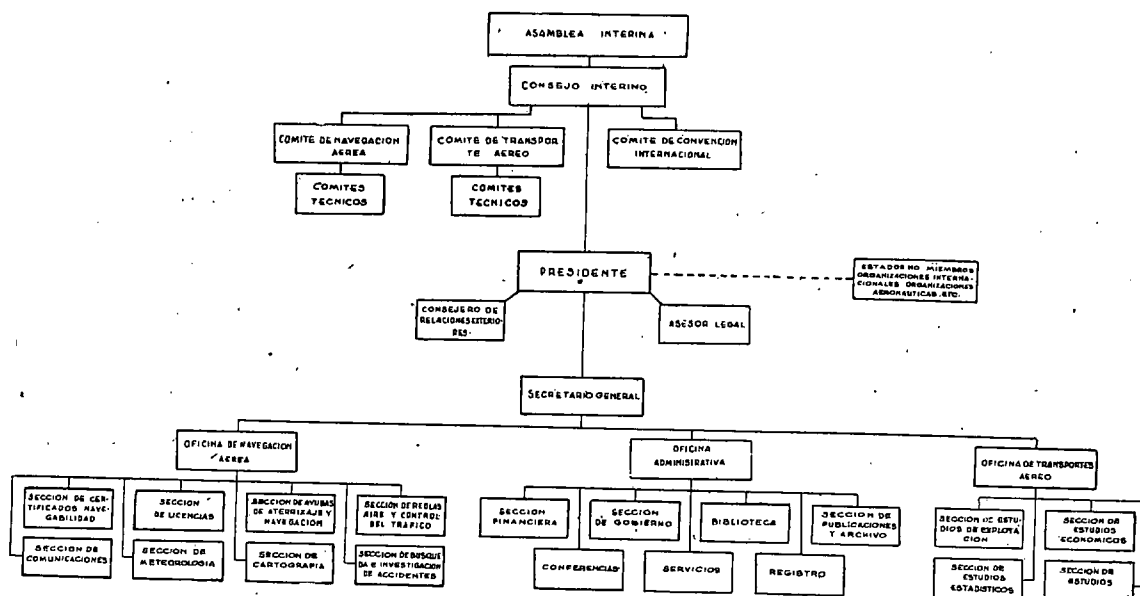 ASAMBLEA INTERINA
CONSEJO INTERINO
COMITE DE NAVEGACION
AEREA
COMITE DE TRANSPOR
TE AEREO
COMITE DE CONVENCION
INTERNACIONAL
COMITES
TECNICOS
COMITES
TECNICOS
PRESIDENTE
ESTADOS NO MIEMBROS
ORGANIZACIONES INTERNA-
CIONALES ORGANIZACIONES
AERONAUTICAS. ETC.
CONSEJERO DE
RELACIONES EXTERIO-
RES-
ASESOR LEGAL
SECRETARIO GENERAL
OFICINA DE NAVEGACION
AEREA
OFICINA
ADMINISTRATIVA
OFICINA DE TRANSPORTES
AEREO
SECCION DE CER-
TIFICADOS NAVE-
GABILIDAD
SECCION
DE LICENCIAS
SECCION DE AYUDAS
DE ATERRIZAJE Y
NAVEGACION
SECCION DE REGLAS
AIRE Y CONTROL
DEL TRÁFICO
SECCION
FINANCIERA
SECCION
DE GOBIERNO
BIBLIOTECA
SECCION DE
PUBLICACIONES
Y ARCHIVO
SECCION DE ESTU-
DIOS DE EXPLOTA
CION
SECCION DE
ESTUDIOS
ECONOMICOS
SECCION DE
COMUNICACIONES
SECCION DE
METEOROLOGIA
SECCION DE
CARTOGRAFIA
SECCION DE BUSQUE
DA E INVESTIGACION
DE ACCIDENTES
CONFERENCIAS
SERVICIOS
REGISTRO
SECCION DE
ESTUDIOS
ESTADISTICOS
SECCION DE
ESTUDIOS